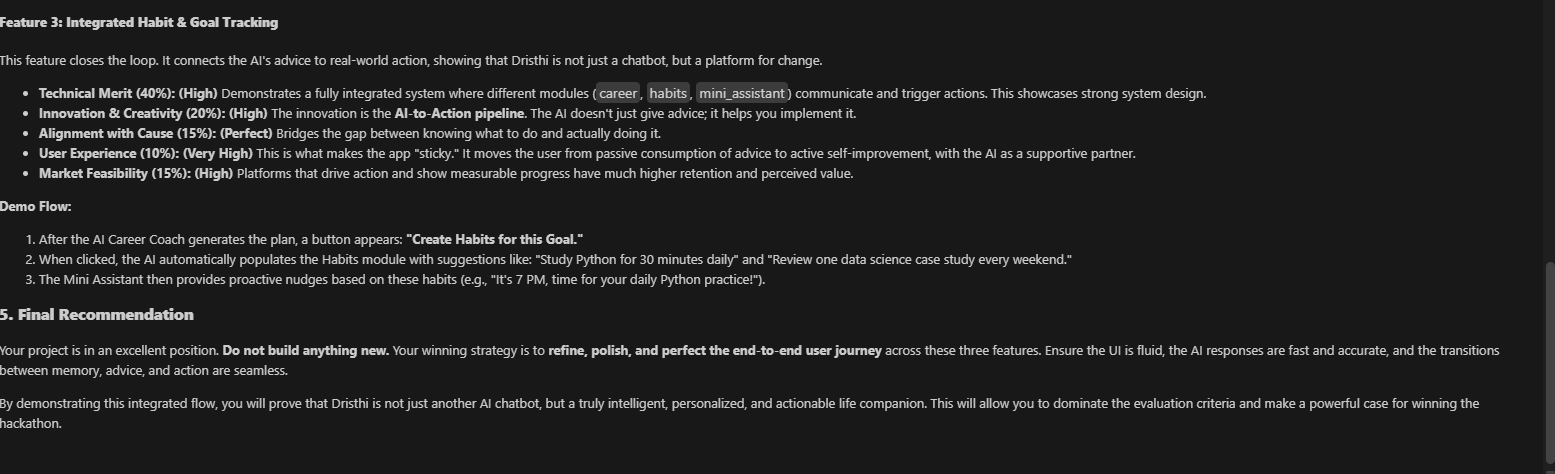 Feature 3: Integrated Habit & Goal Tracking
This feature closes the loop. It connects the AI's advice to real-world action, showing that Dristhi is not just a chatbot, but a platform for change.
• Technical Merit (40%): (High) Demonstrates a fully integrated system where different modules ( career, habits, mini_assistant) communicate and trigger actions. This showcases strong system design.
• Innovation & Creativity (20%): (High) The innovation is the AI-to-Action pipeline. The AI doesn't just give advice; it helps you implement it.
• Alignment with Cause (15%): (Perfect) Bridges the gap between knowing what to do and actually doing it.
• User Experience (10%): (Very High) This is what makes the app "sticky." It moves the user from passive consumption of advice to active self-improvement, with the AI as a supportive partner.
• Market Feasibility (15%): (High) Platforms that drive action and show measurable progress have much higher retention and perceived value.
Demo Flow:
1. After the AI Career Coach generates the plan, a button appears: "Create Habits for this Goal."
2. When clicked, the AI automatically populates the Habits module with suggestions like: "Study Python for 30 minutes daily" and "Review one data science case study every weekend."
3. The Mini Assistant then provides proactive nudges based on these habits (e.g., "It's 7 PM, time for your daily Python practice!").
5. Final Recommendation
Your project is in an excellent position. Do not build anything new. Your winning strategy is to refine, polish, and perfect the end-to-end user journey across these three features. Ensure the UI is fluid, the AI responses are fast and accurate, and the transitions
between memory, advice, and action are seamless.
By demonstrating this integrated flow, you will prove that Dristhi is not just another AI chatbot, but a truly intelligent, personalized, and actionable life companion. This will allow you to dominate the evaluation criteria and make a powerful case for winning the
hackathon.